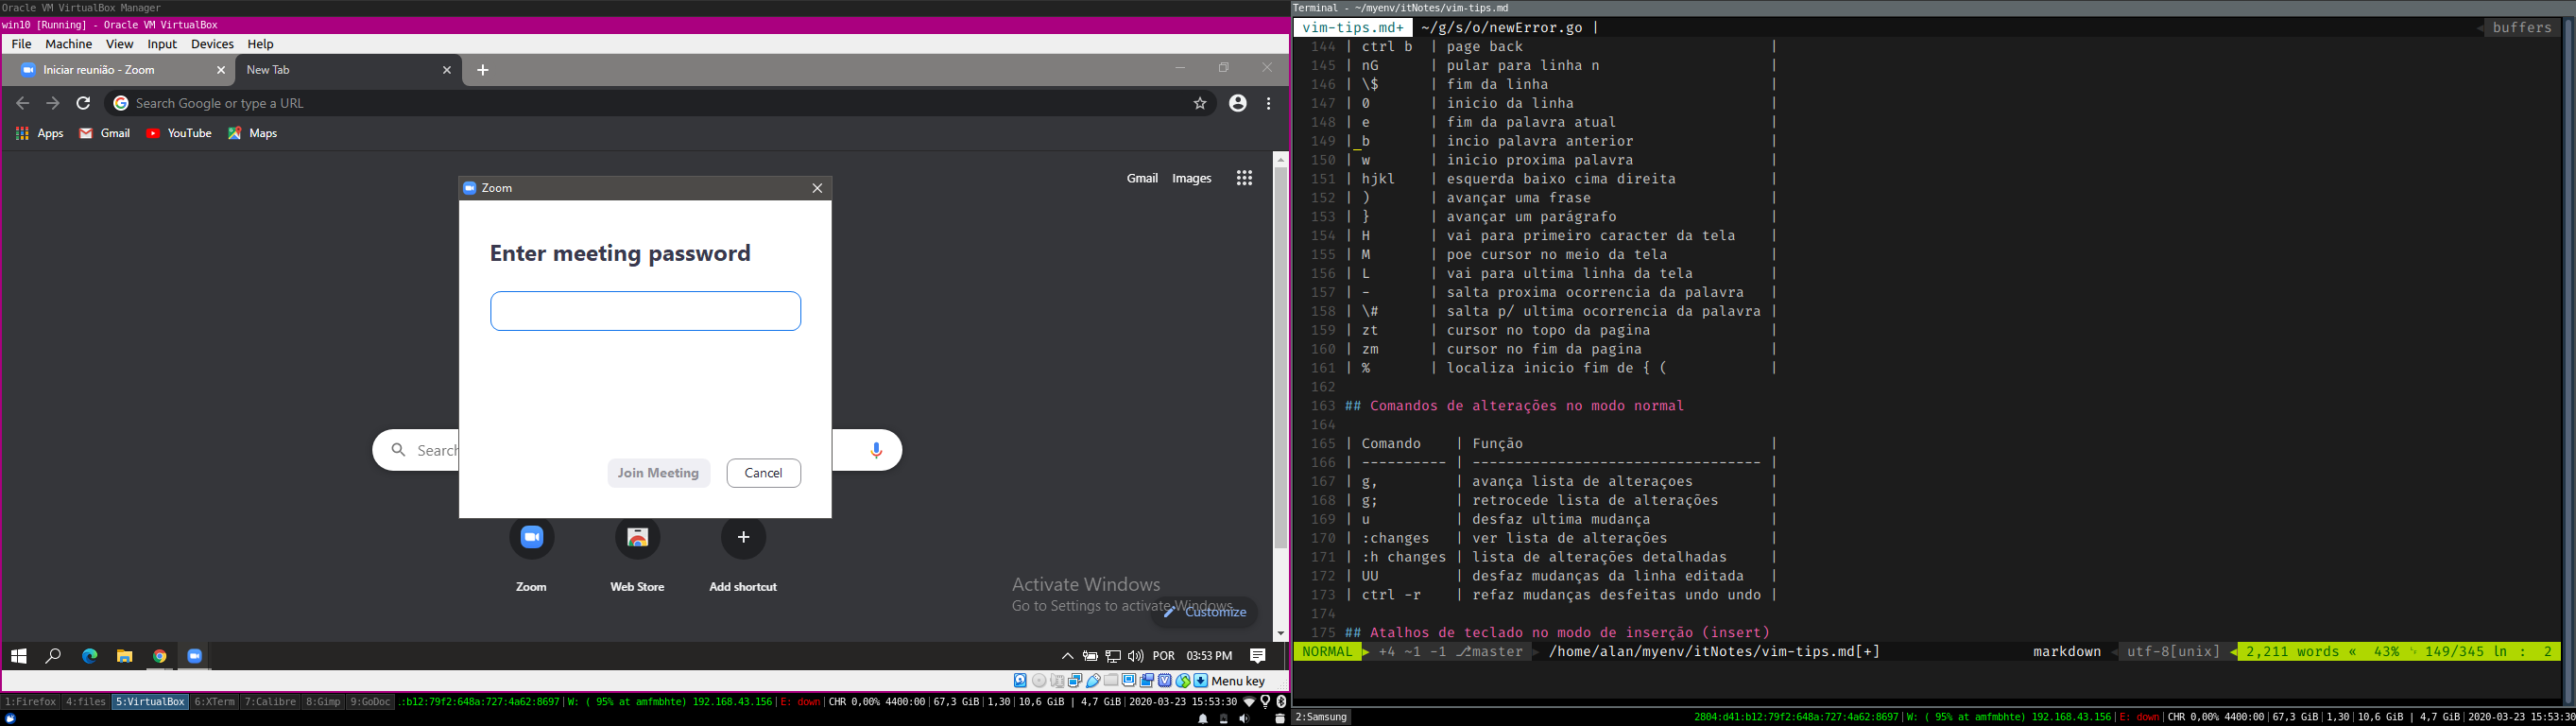 Oracle VM VirtualBox Manager
win10 [Running] - Oracle VM VirtualBox
File Machine View Input Devices Help
Iniciar reunião - Zoom
New Tab
Search Google or type a URL
Apps Gmail YouTube Maps
Gmail Images
Zoom
Enter meeting password
Join Meeting Cancel
Search
Zoom Web Store Add shortcut
Activate Windows
Go to Settings to activate Windows.
Customize
POR 03:53 PM
Menu key
1:Firefox 4:files 5:VirtualBox 6:XTerm 7:Calibre 8:Gimp 9:GoDoc .:b12:79f2:648a:727:4a62:8697|W: ( 95% at amfmbhte) 192.168.43.156|E: down|CHR 0,00% 4400:00|67,3 GiB|1,30|10,6 GiB | 4,7 GiB|2020-03-23 15:53:30
Terminal - ~/myenv/itNotes/vim-tips.md
vim-tips.md+ ~/g/s/o/newError.go | buffers
144 | ctrl b | page back |
145 | nG | pular para linha n |
146 | \$ | fim da linha |
147 | 0 | inicio da linha |
148 | e | fim da palavra atual |
149 |_b | incio palavra anterior |
150 | w | inicio proxima palavra |
151 | hjkl | esquerda baixo cima direita |
152 | ) | avançar uma frase |
153 | } | avançar um parágrafo |
154 | H | vai para primeiro caracter da tela |
155 | M | poe cursor no meio da tela |
156 | L | vai para ultima linha da tela |
157 | - | salta proxima ocorrencia da palavra |
158 | \# | salta p/ ultima ocorrencia da palavra |
159 | zt | cursor no topo da pagina |
160 | zm | cursor no fim da pagina |
161 | % | localiza inicio fim de { ( |
162
163 ## Comandos de alterações no modo normal
164
165 | Comando | Função |
166 | ---------- | ---------------------------------- |
167 | g, | avança lista de alteraçoes |
168 | g; | retrocede lista de alterações |
169 | u | desfaz ultima mudança |
170 | :changes | ver lista de alterações |
171 | :h changes | lista de alterações detalhadas |
172 | UU | desfaz mudanças da linha editada |
173 | ctrl -r | refaz mudanças desfeitas undo undo |
174
175 ## Atalhos de teclado no modo de inserção (insert)
NORMAL +4 ~1 -1 master /home/alan/myenv/itNotes/vim-tips.md[+] markdown utf-8[unix] 2,211 words « 43% 149/345 ln : 2
2:Samsung 2804:d41:b12:79f2:648a:727:4a62:8697|W: ( 95% at amfmbhte) 192.168.43.156|E: down|CHR 0,00% 4400:00|67,3 GiB|1,30|10,6 GiB | 4,7 GiB|2020-03-23 15:53:30